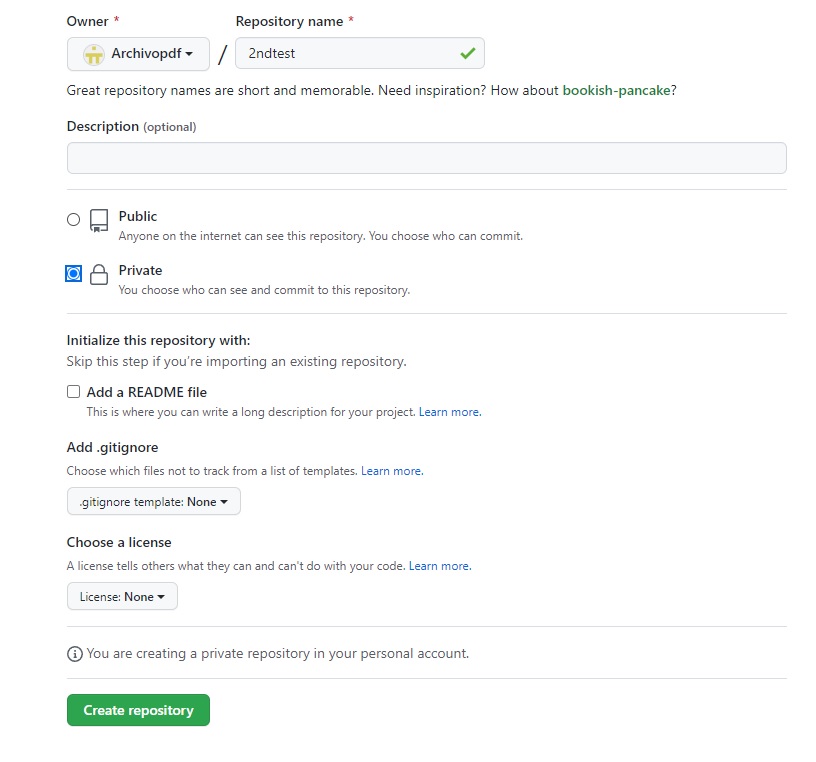 Owner * Repository name *
Archivopdf / 2ndtest
Great repository names are short and memorable. Need inspiration? How about bookish-pancake?
Description (optional)
Public
Anyone on the internet can see this repository. You choose who can commit.
Private
You choose who can see and commit to this repository.
Initialize this repository with:
Skip this step if you're importing an existing repository.
Add a README file
This is where you can write a long description for your project. Learn more.
Add .gitignore
Choose which files not to track from a list of templates. Learn more.
.gitignore template: None
Choose a license
A license tells others what they can and can't do with your code. Learn more.
License: None
You are creating a private repository in your personal account.
Create repository